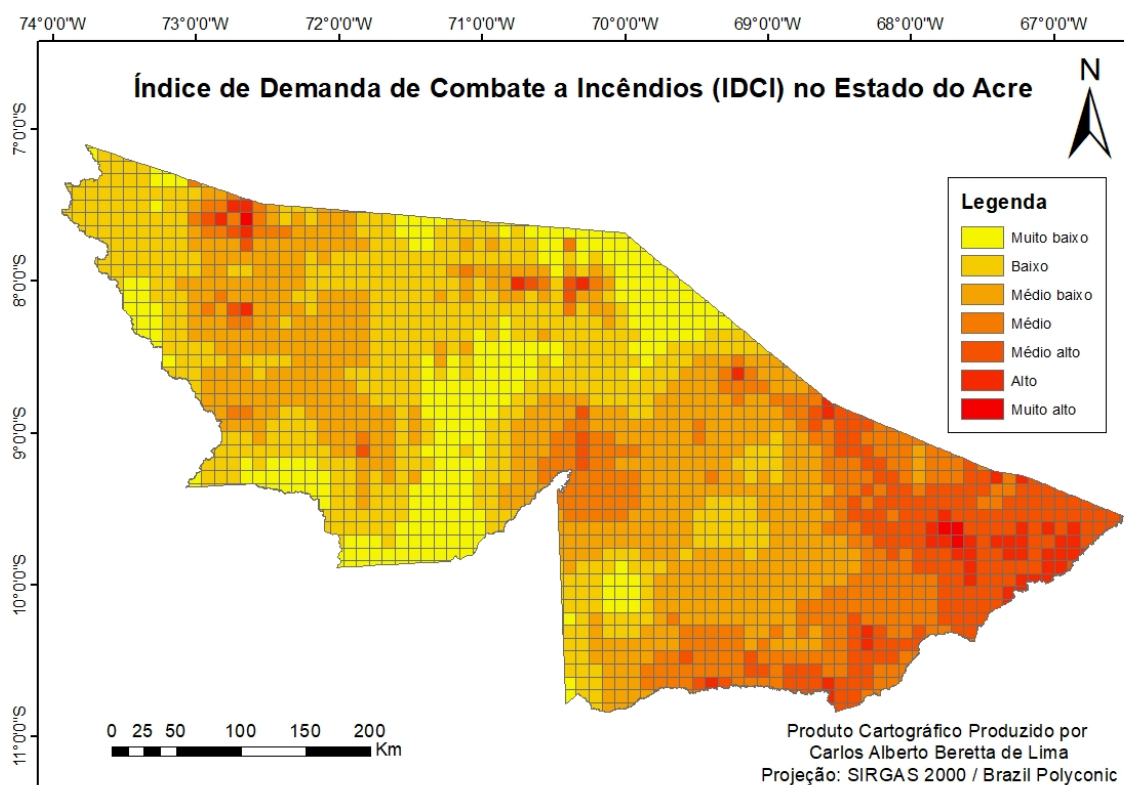 74°0'0"W 73°0'0"W 72°0'0"W 71°0'0"W 70°0'0"W 69°0'0"W 68°0'0"W 67°0'0"W
Índice de Demanda de Combate a Incêndios (IDCI) no Estado do Acre
N
7°0'0"S
8°0'0"S
9°0'0"S
10°0'0"S
11°0'0"S
Legenda
Muito baixo
Baixo
Médio baixo
Médio
Médio alto
Alto
Muito alto
0 25 50 100 150 200
Km
Produto Cartográfico Produzido por
Carlos Alberto Beretta de Lima
Projeção: SIRGAS 2000 / Brazil Polyconic